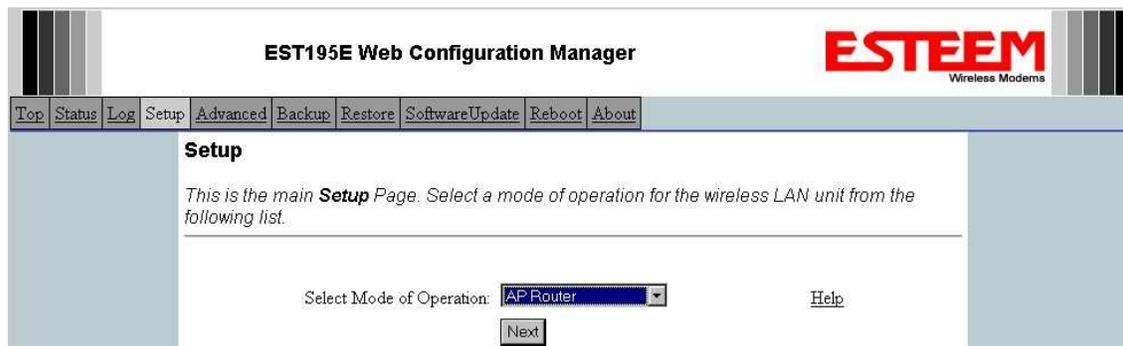 EST195E Web Configuration Manager
ESTEEM
Wireless Modems
Top Status Log Setup Advanced Backup Restore SoftwareUpdate Reboot About
Setup
This is the main Setup Page. Select a mode of operation for the wireless LAN unit from the
following list.
Select Mode of Operation: AP Router Help
Next